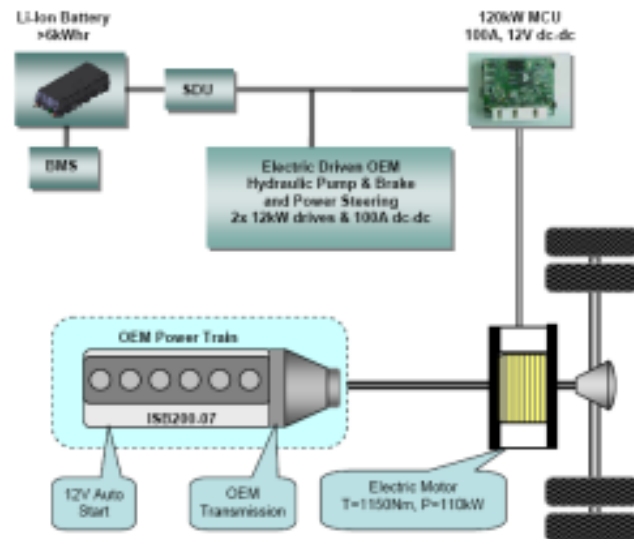 Li-Ion Battery
>6kWhr
120kW MCU
100A, 12V dc-dc
SDU
BMS
Electric Driven OEM
Hydraulic Pump & Brake
and Power Steering
2x 12kW drives & 100A dc-dc
OEM Power Train
ISB200.07
12V Auto
Start
OEM
Transmission
Electric Motor
T=1150Nm, P=110kW